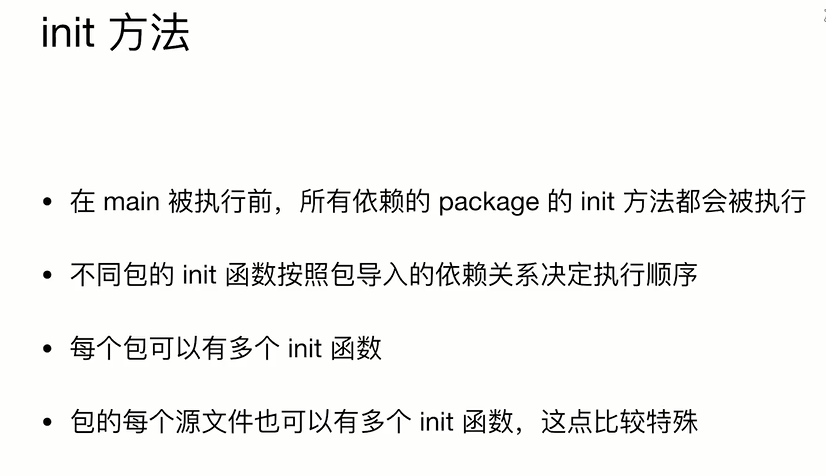 init 方法
• 在 main 被执行前，所有依赖的 package 的 init 方法都会被执行
• 不同包的 init 函数按照包导入的依赖关系决定执行顺序
• 每个包可以有多个 init 函数
• 包的每个源文件也可以有多个 init 函数，这点比较特殊